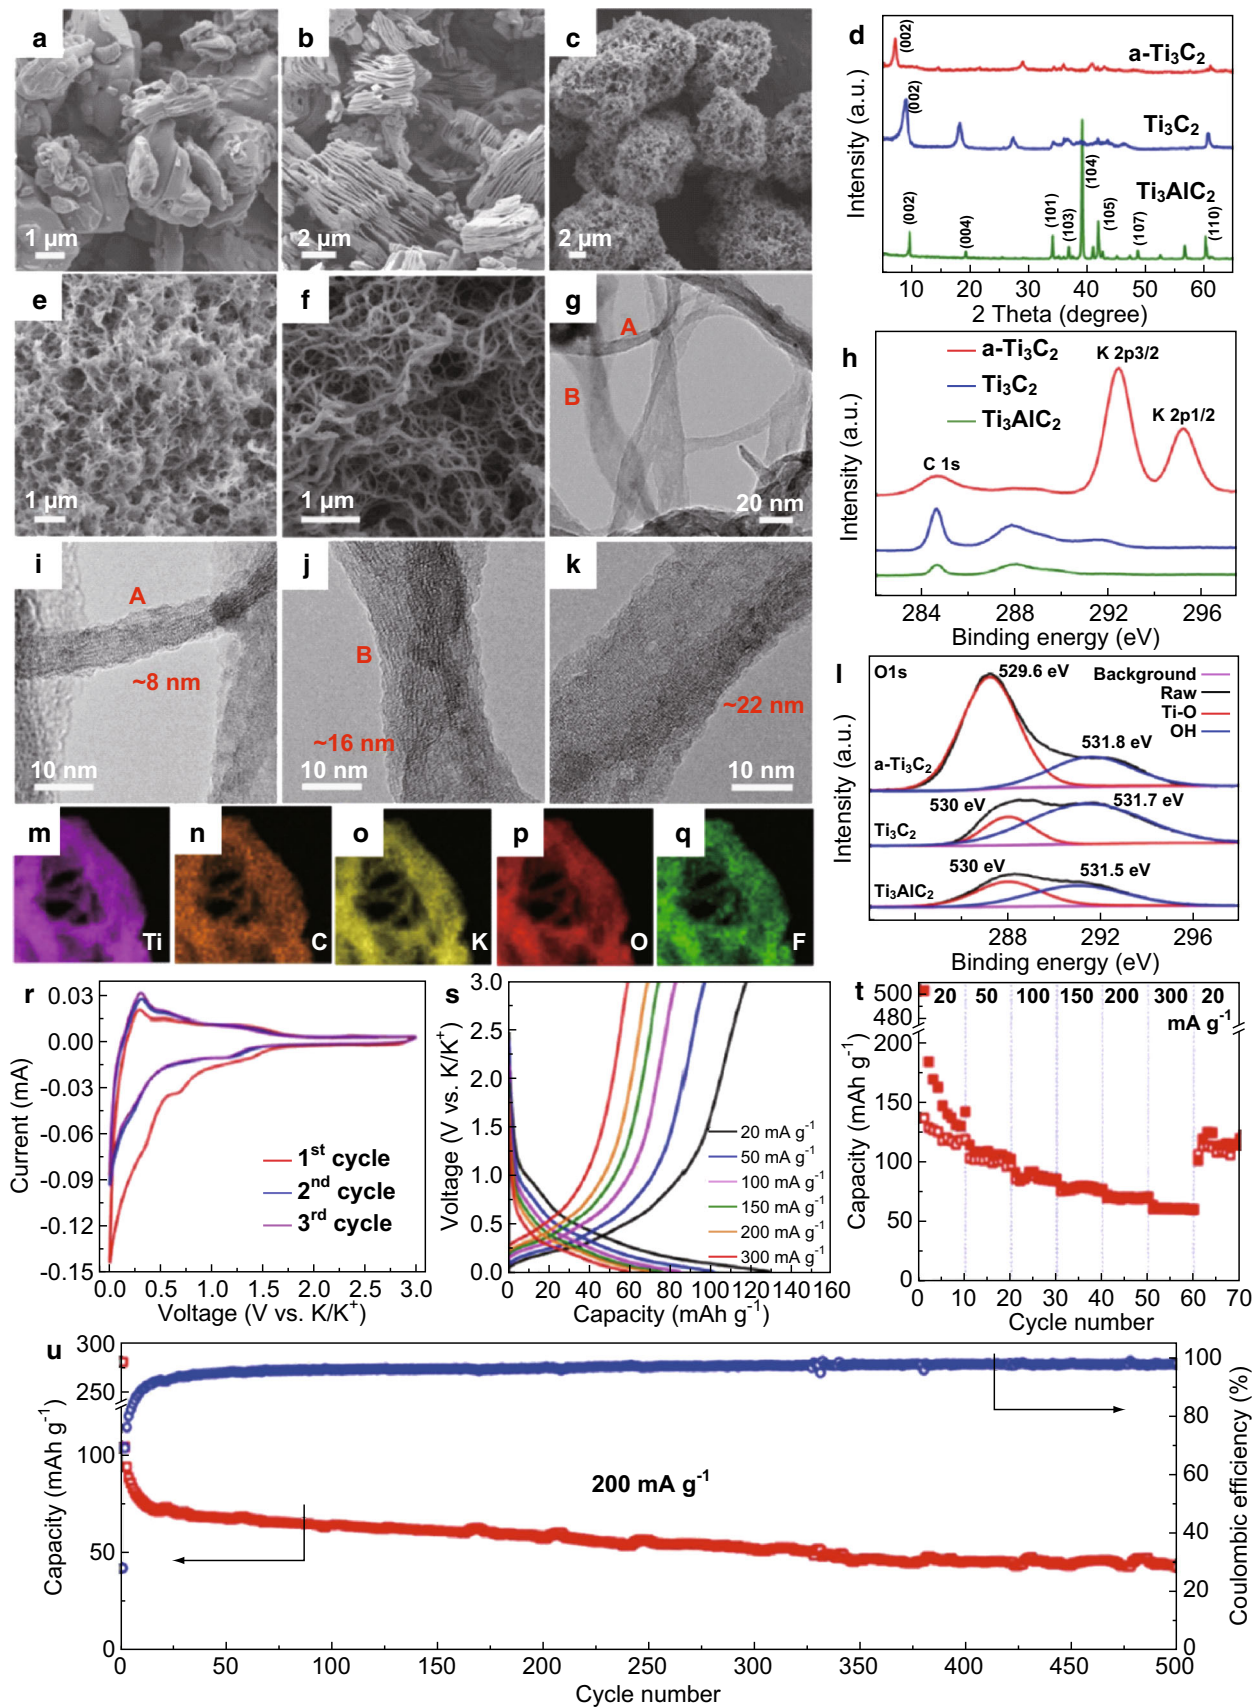 a
1 µm
b
2 µm
c
2 µm
d
Intensity (a.u.)
(002)
a-Ti₃C₂
(002)
Ti₃C₂
Ti₃AlC₂
(002)
(004)
(101)
(103)
(104)
(105)
(107)
(110)
10 20 30 40 50 60
2 Theta (degree)
e
1 µm
f
1 µm
g
A
B
20 nm
h
Intensity (a.u.)
a-Ti₃C₂
Ti₃C₂
Ti₃AlC₂
K 2p3/2
K 2p1/2
C 1s
284 288 292 296
Binding energy (eV)
i
A
~8 nm
10 nm
j
B
~16 nm
10 nm
k
~22 nm
10 nm
l
Intensity (a.u.)
O1s
529.6 eV
Background
Raw
Ti-O
OH
531.8 eV
a-Ti₃C₂
530 eV
531.7 eV
Ti₃C₂
530 eV
531.5 eV
Ti₃AlC₂
288 292 296
Binding energy (eV)
m
Ti
n
C
o
K
p
O
q
F
r
Current (mA)
0.03
0.00
-0.03
-0.06
-0.09
-0.12
-0.15
1ˢᵗ cycle
2ⁿᵈ cycle
3ʳᵈ cycle
0.0 0.5 1.0 1.5 2.0 2.5 3.0
Voltage (V vs. K/K⁺)
s
Voltage (V vs. K/K⁺)
3.0
2.5
2.0
1.5
1.0
0.5
0.0
20 mA g⁻¹
50 mA g⁻¹
100 mA g⁻¹
150 mA g⁻¹
200 mA g⁻¹
300 mA g⁻¹
0 20 40 60 80 100 120 140 160
Capacity (mAh g⁻¹)
t
Capacity (mAh g⁻¹)
500
480
200
150
100
50
0
20 50 100 150 200 300 20
mA g⁻¹
0 10 20 30 40 50 60 70
Cycle number
u
Capacity (mAh g⁻¹)
300
250
100
50
0
200 mA g⁻¹
100
80
60
40
20
0
Coulombic efficiency (%)
0 50 100 150 200 250 300 350 400 450 500
Cycle number